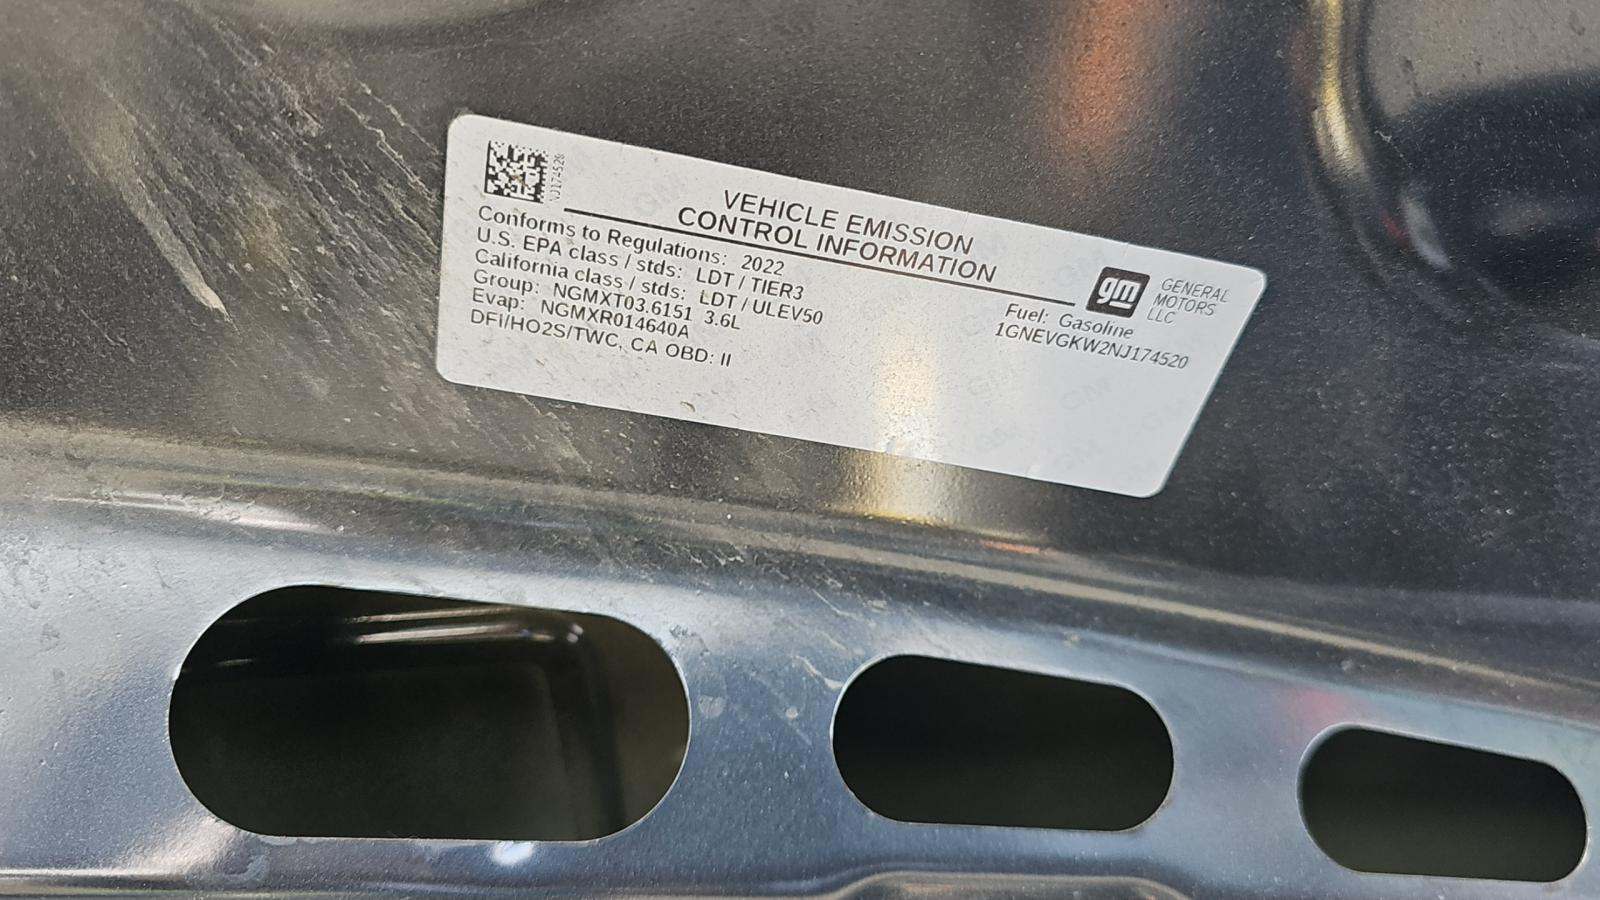 VJ174520
VEHICLE EMISSION
CONTROL INFORMATION
Conforms to Regulations: 2022
U.S. EPA class / stds: LDT / TIER3
California class / stds: LDT / ULEV50
Group: NGMXT03.6151 3.6L
Evap: NGMXR014640A
DFI/HO2S/TWC, CA OBD: II
gm
GENERAL
MOTORS
LLC
Fuel: Gasoline
1GNEVGKW2NJ174520